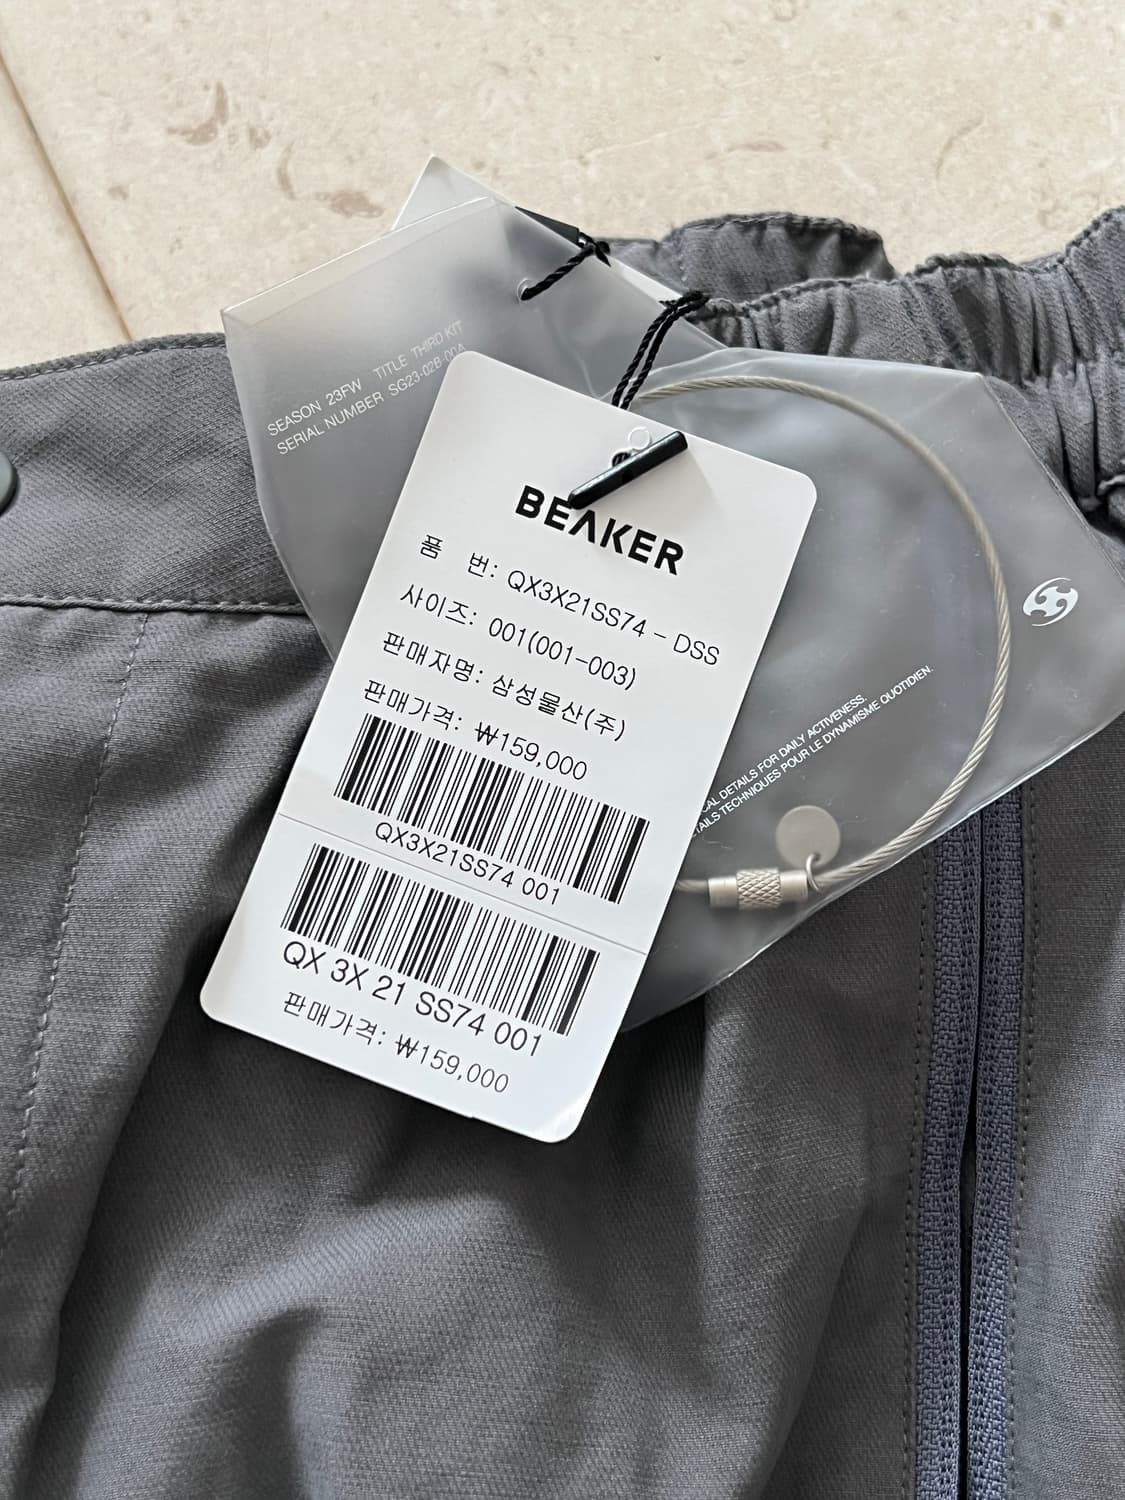 SEASON 23FW TITLE THIRD KIT
SERIAL NUMBER SG23-02B-00A
BEAKER
품 번: QX3X21SS74 - DSS
사이즈: 001(001-003)
판매자명: 삼성물산(주)
판매가격: ₩159,000
QX3X21SS74 001
QX 3X 21 SS74 001
판매가격: ₩159,000
DETAILS FOR DAILY ACTIVENESS.
TECHNIQUES POUR LE DYNAMISME QUOTIDIEN.